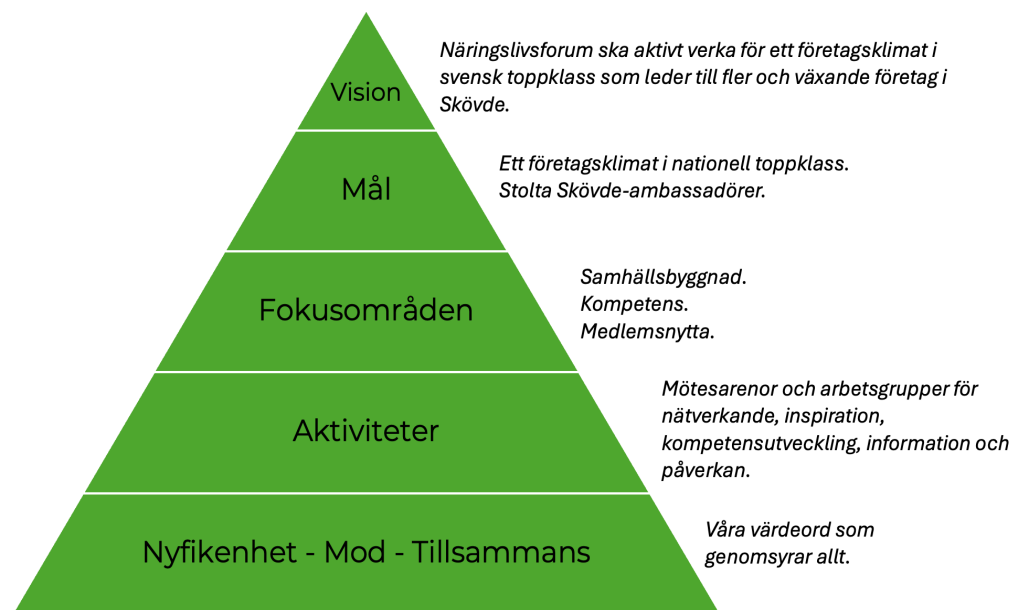 Näringslivsforum ska aktivt verka för ett företagsklimat i
svensk toppklass som leder till fler och växande företag i
Skövde.
Vision
Ett företagsklimat i nationell toppklass.
Stolta Skövde-ambassadörer.
Mål
Samhällsbyggnad.
Kompetens.
Medlemsnytta.
Fokusområden
Mötesarenor och arbetsgrupper för
nätverkande, inspiration,
kompetensutveckling, information och
påverkan.
Aktiviteter
Våra värdeord som
genomsyrar allt.
Nyfikenhet - Mod - Tillsammans